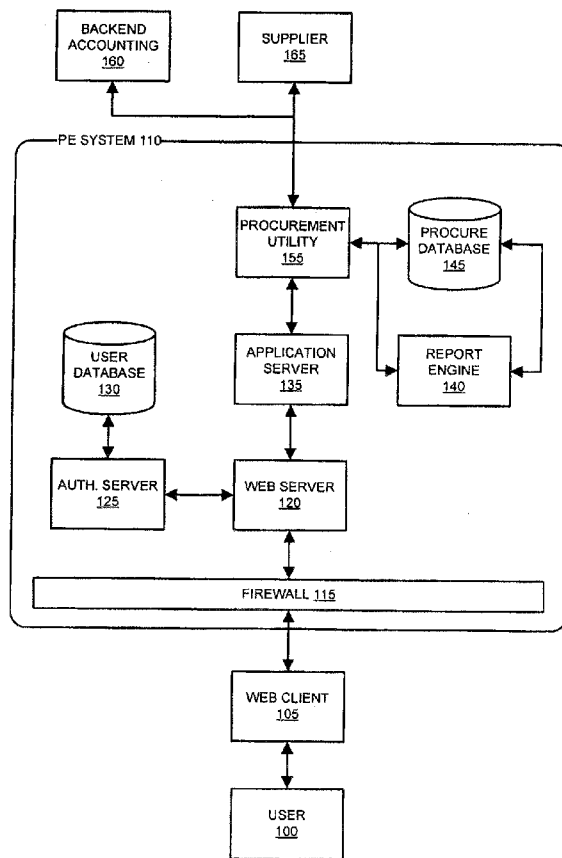 BACKEND
ACCOUNTING
160
SUPPLIER
165
PE SYSTEM 110
PROCUREMENT
UTILITY
155
PROCURE
DATABASE
145
USER
DATABASE
130
APPLICATION
SERVER
135
REPORT
ENGINE
140
AUTH. SERVER
125
WEB SERVER
120
FIREWALL 115
WEB CLIENT
105
USER
100